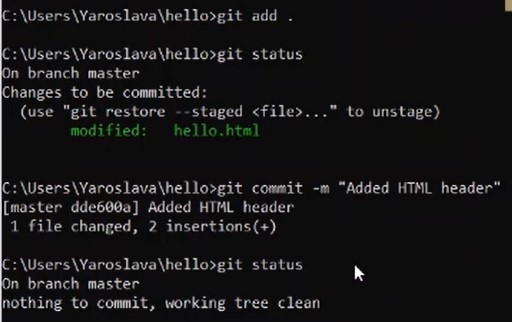 C:\Users\Yaroslava\hello>git add .
C:\Users\Yaroslava\hello>git status
On branch master
Changes to be committed:
  (use "git restore --staged <file>..." to unstage)
        modified:   hello.html
C:\Users\Yaroslava\hello>git commit -m "Added HTML header"
[master dde600a] Added HTML header
 1 file changed, 2 insertions(+)
C:\Users\Yaroslava\hello>git status
On branch master
nothing to commit, working tree clean